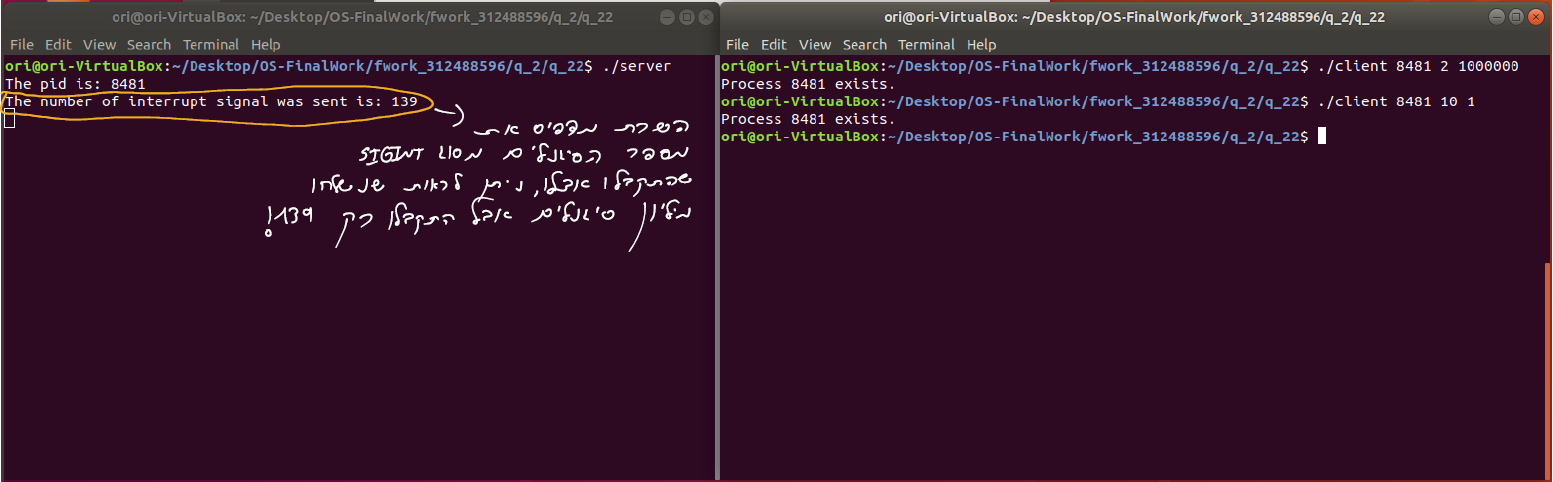 ori@ori-VirtualBox: ~/Desktop/OS-FinalWork/fwork_312488596/q_2/q_22
File Edit View Search Terminal Help
ori@ori-VirtualBox:~/Desktop/OS-FinalWork/fwork_312488596/q_2/q_22$ ./server
The pid is: 8481
The number of interrupt signal was sent is: 139
השרת מדפיס את
מספר הסיגנלים מסוג SIGINT
שהתקבלו אצלו, ניתן לראות שנשלחו
מיליון סיגנלים אבל התקבלו רק 139!
ori@ori-VirtualBox: ~/Desktop/OS-FinalWork/fwork_312488596/q_2/q_22
File Edit View Search Terminal Help
ori@ori-VirtualBox:~/Desktop/OS-FinalWork/fwork_312488596/q_2/q_22$ ./client 8481 2 1000000
Process 8481 exists.
ori@ori-VirtualBox:~/Desktop/OS-FinalWork/fwork_312488596/q_2/q_22$ ./client 8481 10 1
Process 8481 exists.
ori@ori-VirtualBox:~/Desktop/OS-FinalWork/fwork_312488596/q_2/q_22$